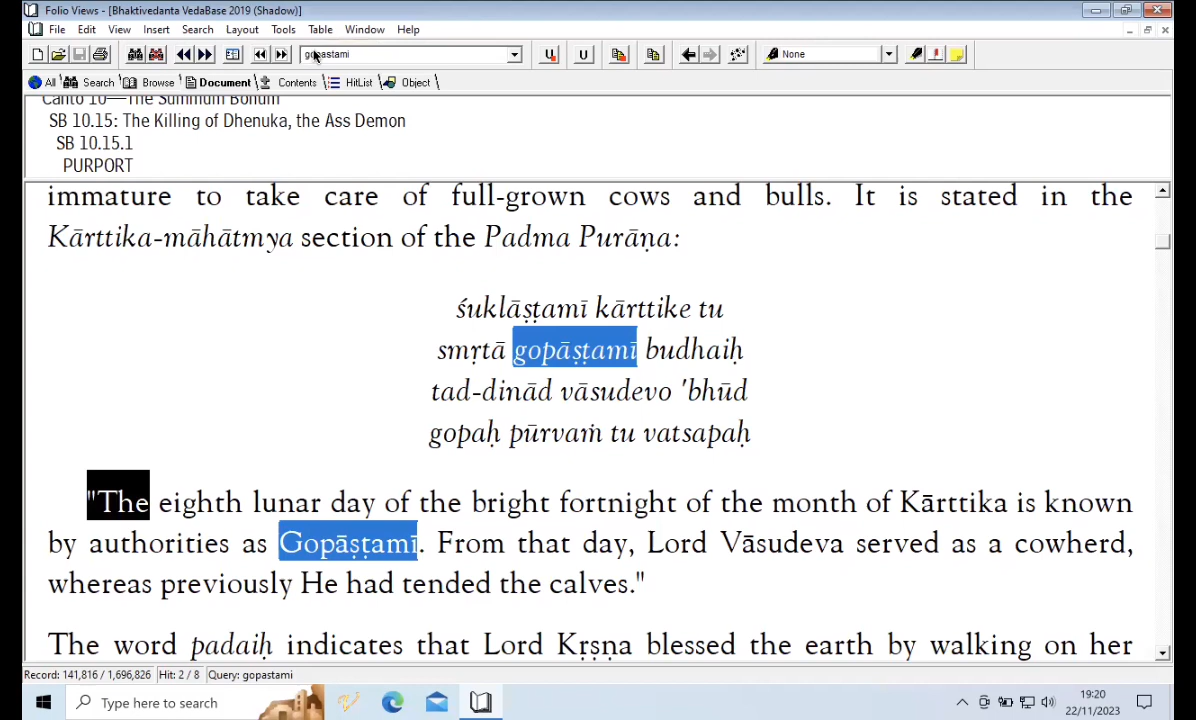 Folio Views - [Bhaktivedanta VedaBase 2019 (Shadow)]
File Edit View Insert Search Layout Tools Table Window Help
gopastami
None
All Search Browse Document Contents HitList Object
Canto 10—The Summum Bonum
SB 10.15: The Killing of Dhenuka, the Ass Demon
SB 10.15.1
PURPORT
immature to take care of full-grown cows and bulls. It is stated in the
Kārttika-māhātmya section of the Padma Purāṇa:
śuklāṣṭamī kārttike tu
smṛtā gopāṣṭamī budhaiḥ
tad-dinād vāsudevo 'bhūd
gopaḥ pūrvaṁ tu vatsapaḥ
"The eighth lunar day of the bright fortnight of the month of Kārttika is known
by authorities as Gopāṣṭamī. From that day, Lord Vāsudeva served as a cowherd,
whereas previously He had tended the calves."
The word padaiḥ indicates that Lord Kṛṣṇa blessed the earth by walking on her
Record: 141,816 / 1,696,826 Hit: 2 / 8 Query: gopastami
Type here to search
19:20
22/11/2023